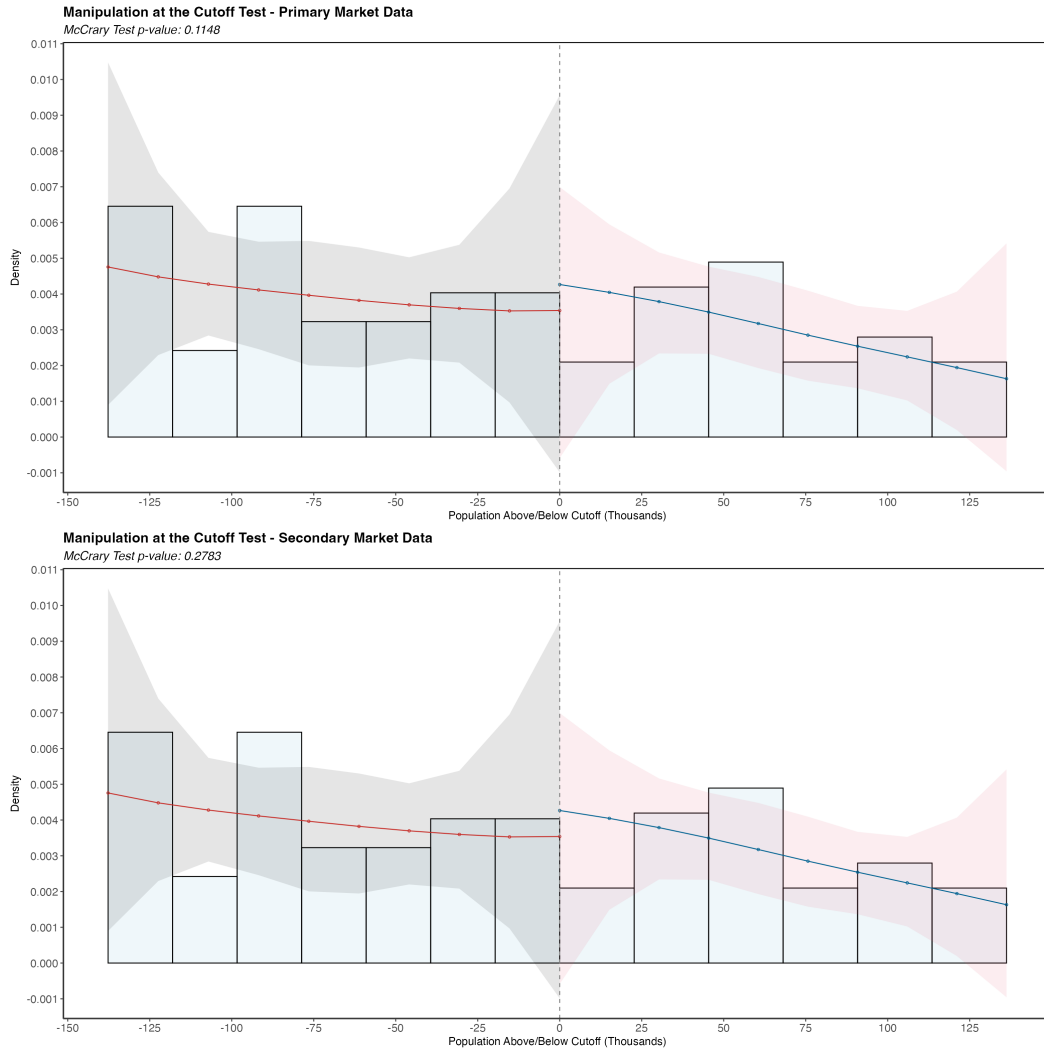 Manipulation at the Cutoff Test - Primary Market Data
McCrary Test p-value: 0.1148
0.011
0.010
0.009
0.008
0.007
0.006
0.005
0.004
0.003
0.002
0.001
0.000
-0.001
Density
-150 -125 -100 -75 -50 -25 0 25 50 75 100 125
Population Above/Below Cutoff (Thousands)
Manipulation at the Cutoff Test - Secondary Market Data
McCrary Test p-value: 0.2783
0.011
0.010
0.009
0.008
0.007
0.006
0.005
0.004
0.003
0.002
0.001
0.000
-0.001
Density
-150 -125 -100 -75 -50 -25 0 25 50 75 100 125
Population Above/Below Cutoff (Thousands)